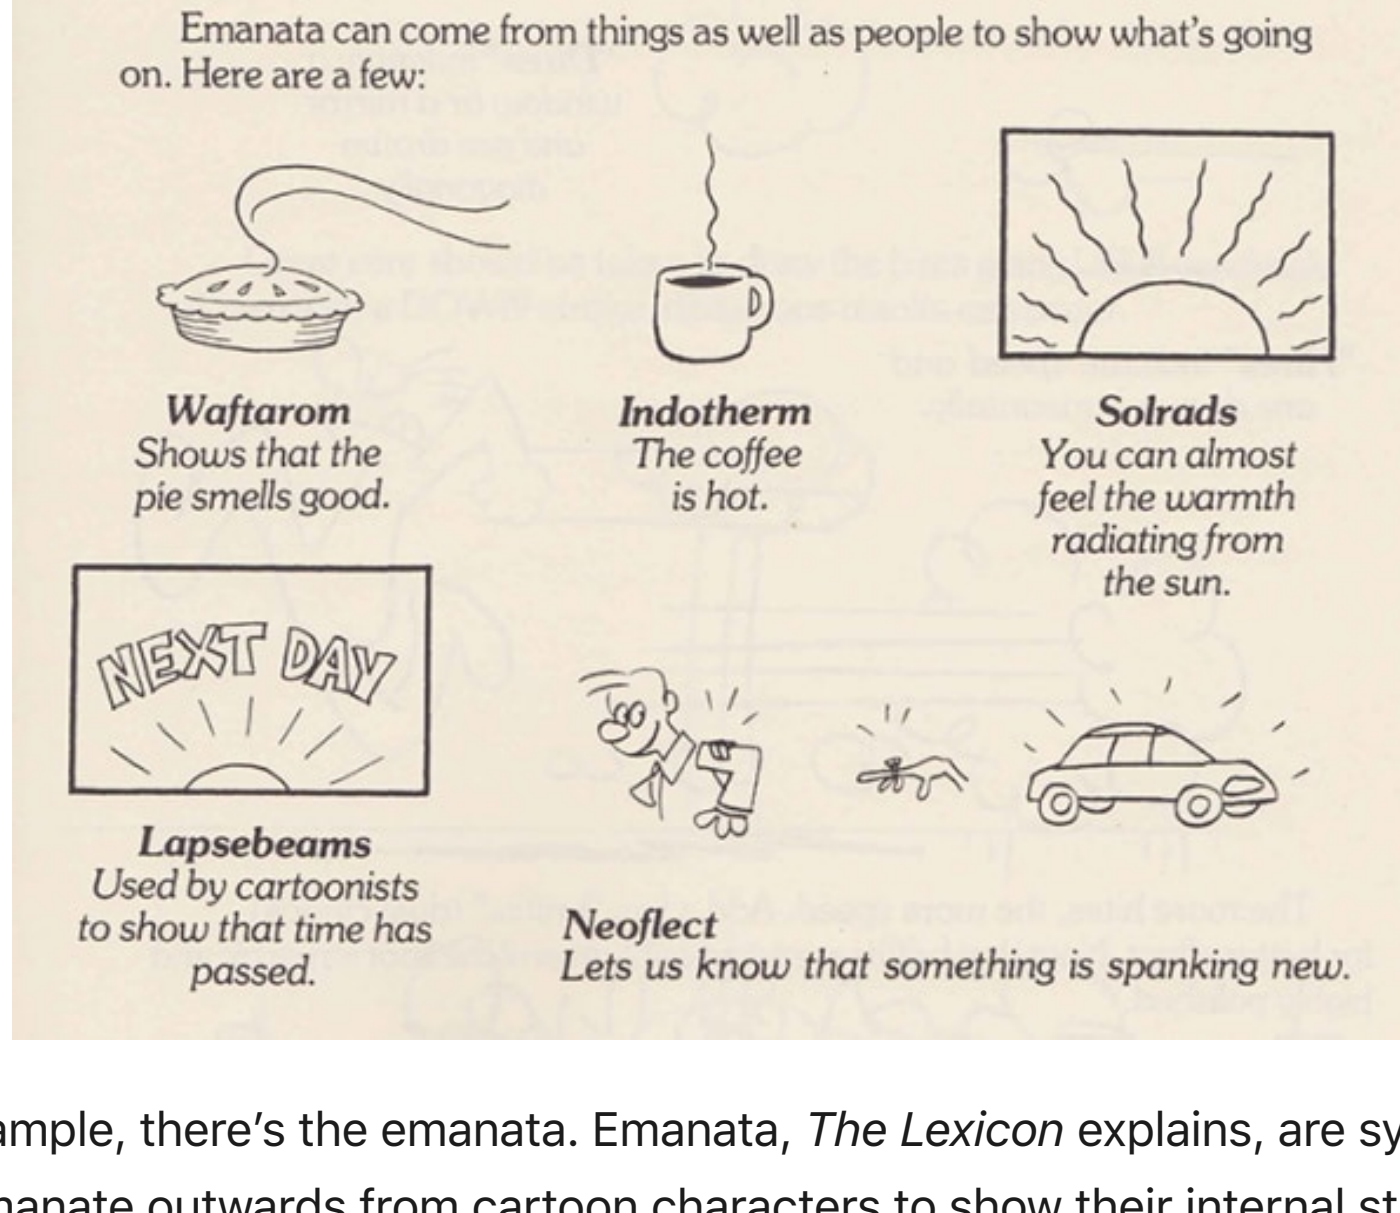 Emanata can come from things as well as people to show what's going
on. Here are a few:
Waftarom
Shows that the
pie smells good.
Indotherm
The coffee
is hot.
Solrads
You can almost
feel the warmth
radiating from
the sun.
NEXT DAY
Lapsebeams
Used by cartoonists
to show that time has
passed.
Neoflect
Lets us know that something is spanking new.
ample, there's the emanata. Emanata, The Lexicon explains, are sy
manate outwards from cartoon characters to show their internal st